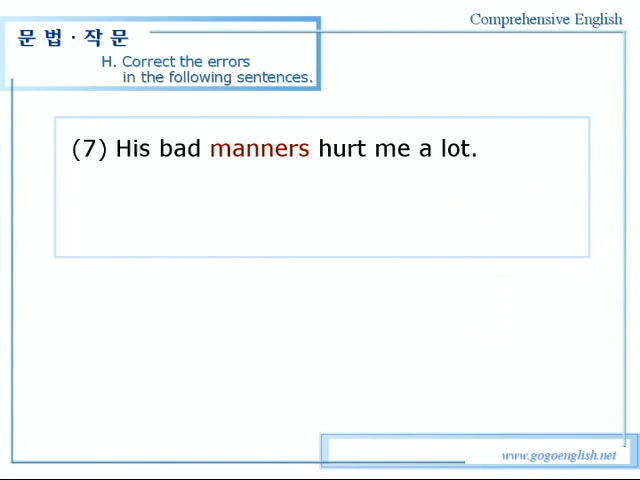 Comprehensive English
문법·작문
H. Correct the errors
in the following sentences.
(7) His bad manners hurt me a lot.
www.gogoenglish.net